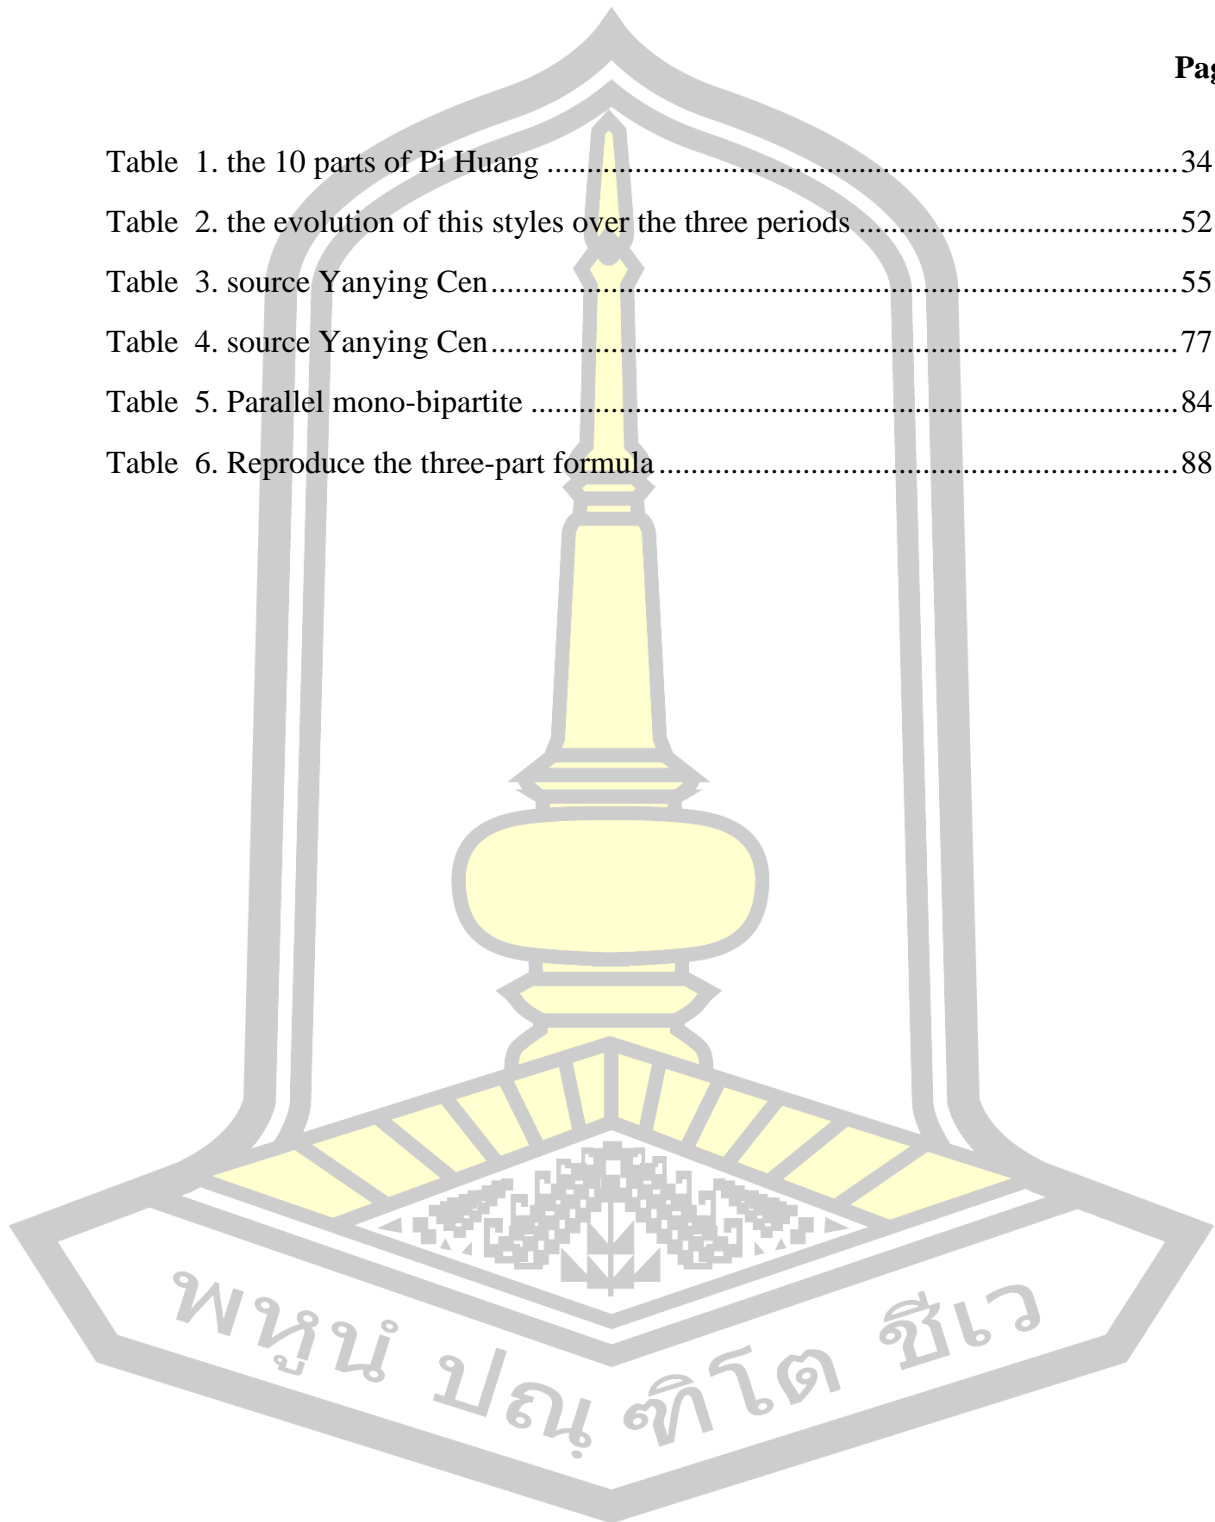 Pag
Table  1. the 10 parts of Pi Huang ................................................................................34
Table  2. the evolution of this styles over the three periods ........................................52
Table  3. source Yanying Cen.......................................................................................55
Table  4. source Yanying Cen.......................................................................................77
Table  5. Parallel mono-bipartite ..................................................................................84
Table  6. Reproduce the three-part formula ..................................................................88
พหูนํ ปณฺฑิโต ชีเว